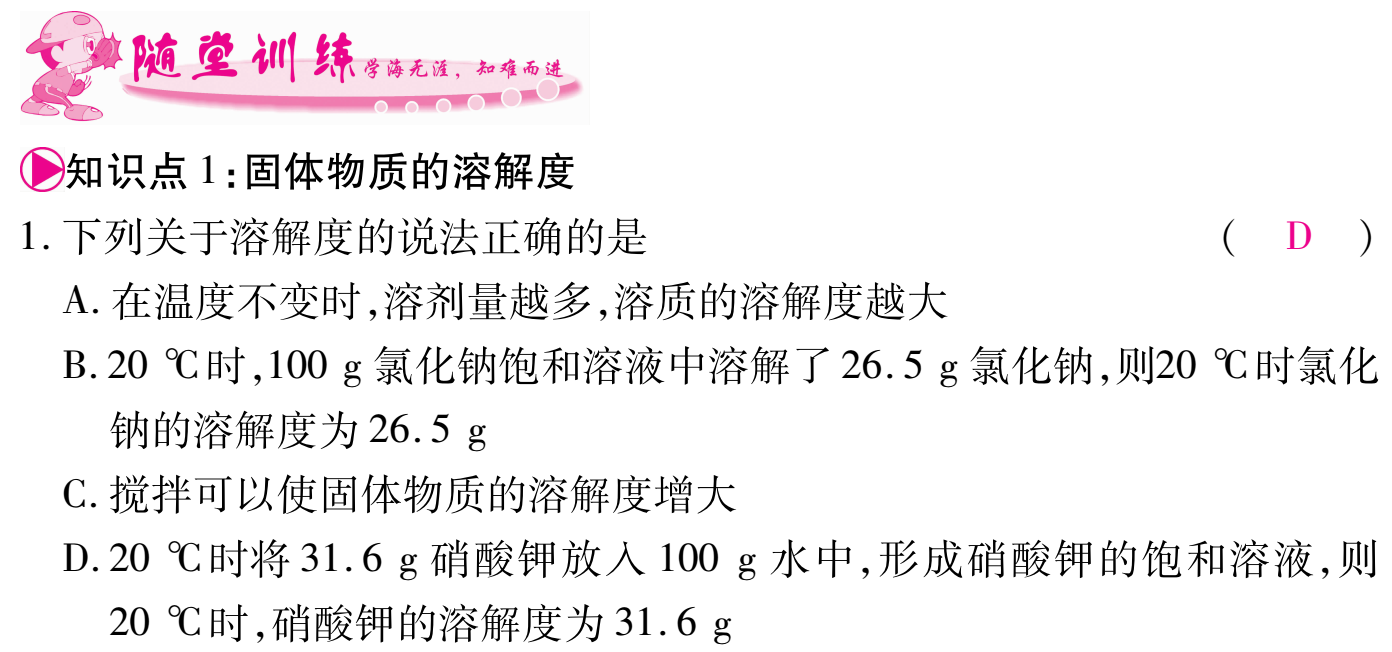 随堂训练 学海无涯，知难而进
知识点1:固体物质的溶解度
1. 下列关于溶解度的说法正确的是 ( D )
A. 在温度不变时,溶剂量越多,溶质的溶解度越大
B. 20 ℃时,100 g 氯化钠饱和溶液中溶解了 26.5 g 氯化钠,则20 ℃时氯化
钠的溶解度为 26.5 g
C. 搅拌可以使固体物质的溶解度增大
D. 20 ℃时将 31.6 g 硝酸钾放入 100 g 水中,形成硝酸钾的饱和溶液,则
20 ℃时,硝酸钾的溶解度为 31.6 g